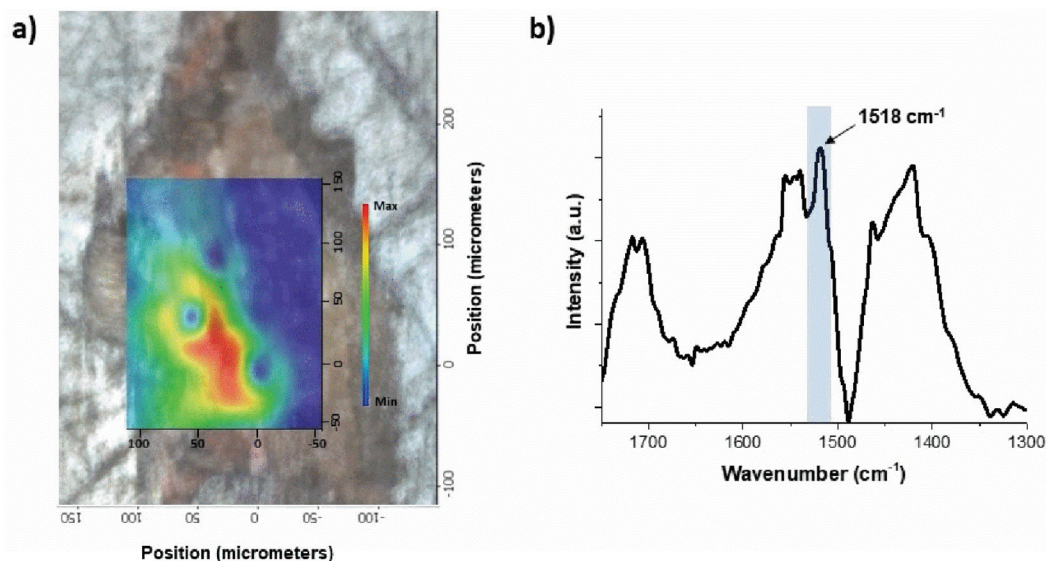 a)
200
100
0
-100
Position (micrometers)
150
100
50
0
-50
Max
Min
100
50
0
-50
150
100
50
0
-50
-100
Position (micrometers)
b)
1518 cm⁻¹
Intensity (a.u.)
1700
1600
1500
1400
1300
Wavenumber (cm⁻¹)